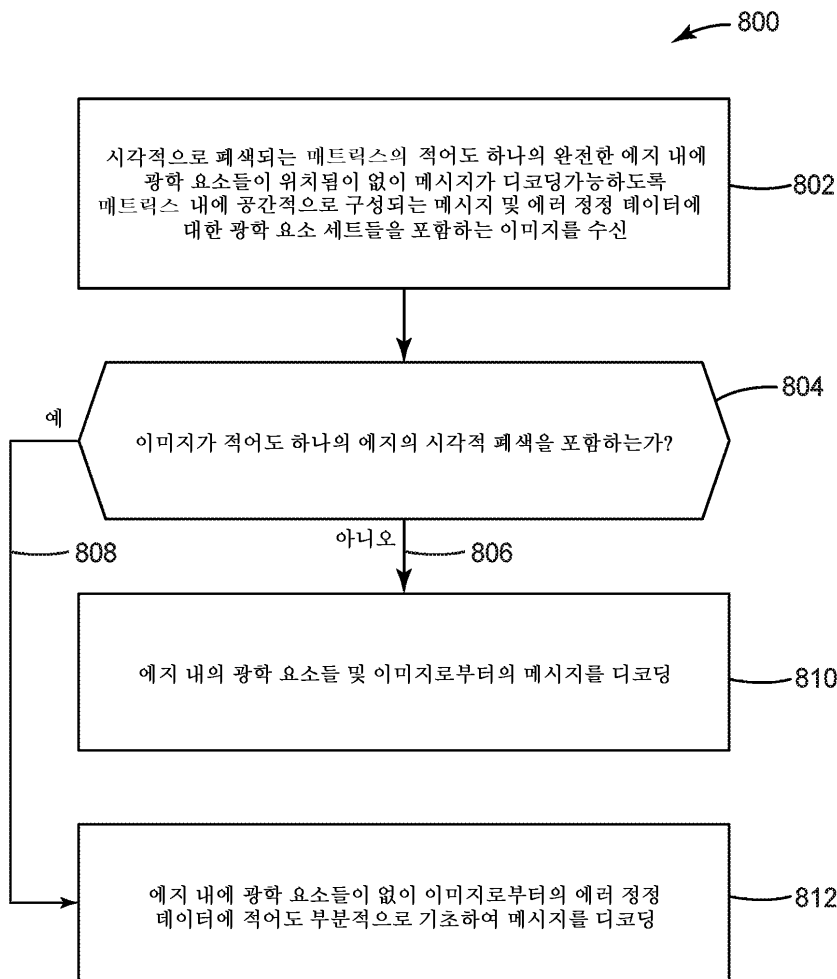 800
시각적으로 폐색되는 매트릭스의 적어도 하나의 완전한 에지 내에
광학 요소들이 위치됨이 없이 메시지가 디코딩가능하도록
매트릭스 내에 공간적으로 구성되는 메시지 및 에러 정정 데이터에
대한 광학 요소 세트들을 포함하는 이미지를 수신
802
804
예
이미지가 적어도 하나의 에지의 시각적 폐색을 포함하는가?
808
아니오
806
에지 내의 광학 요소들 및 이미지로부터의 메시지를 디코딩
810
에지 내에 광학 요소들이 없이 이미지로부터의 에러 정정
데이터에 적어도 부분적으로 기초하여 메시지를 디코딩
812